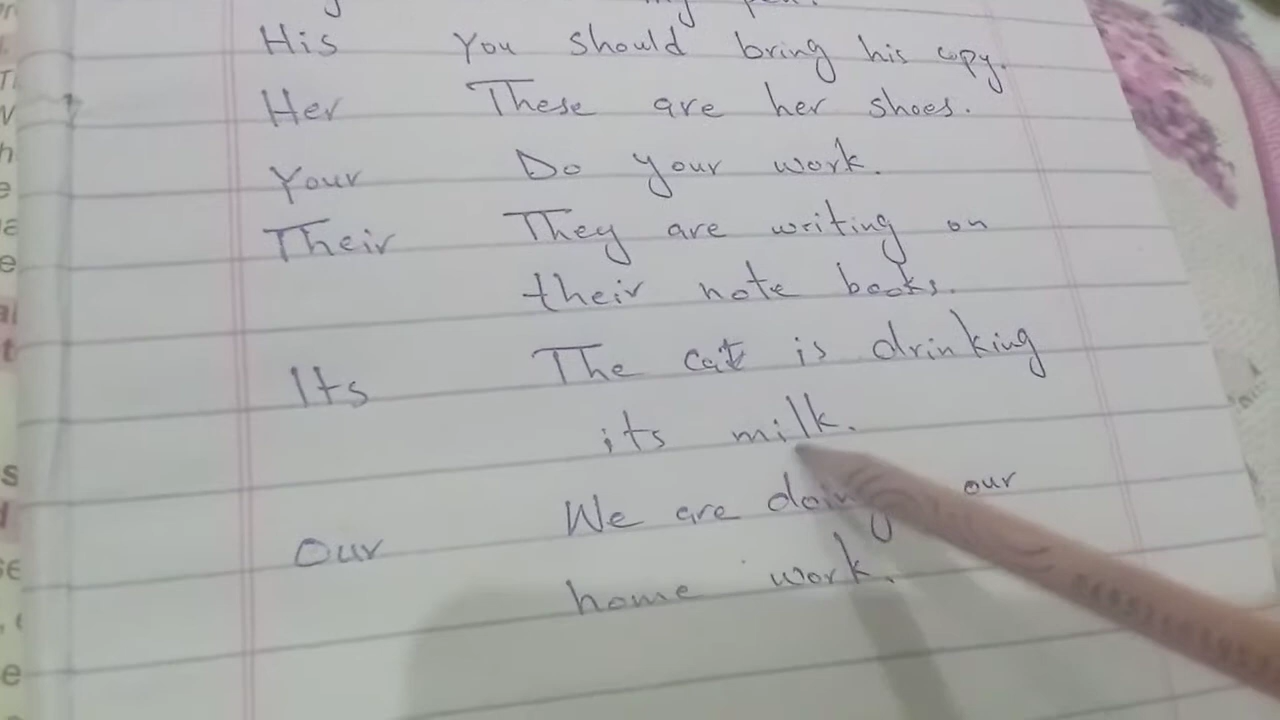 His You should bring his copy.
Her These are her shoes.
Your Do your work.
Their They are writing on
their note books.
Its The cat is drinking
its milk.
Our We are doing our
home work.